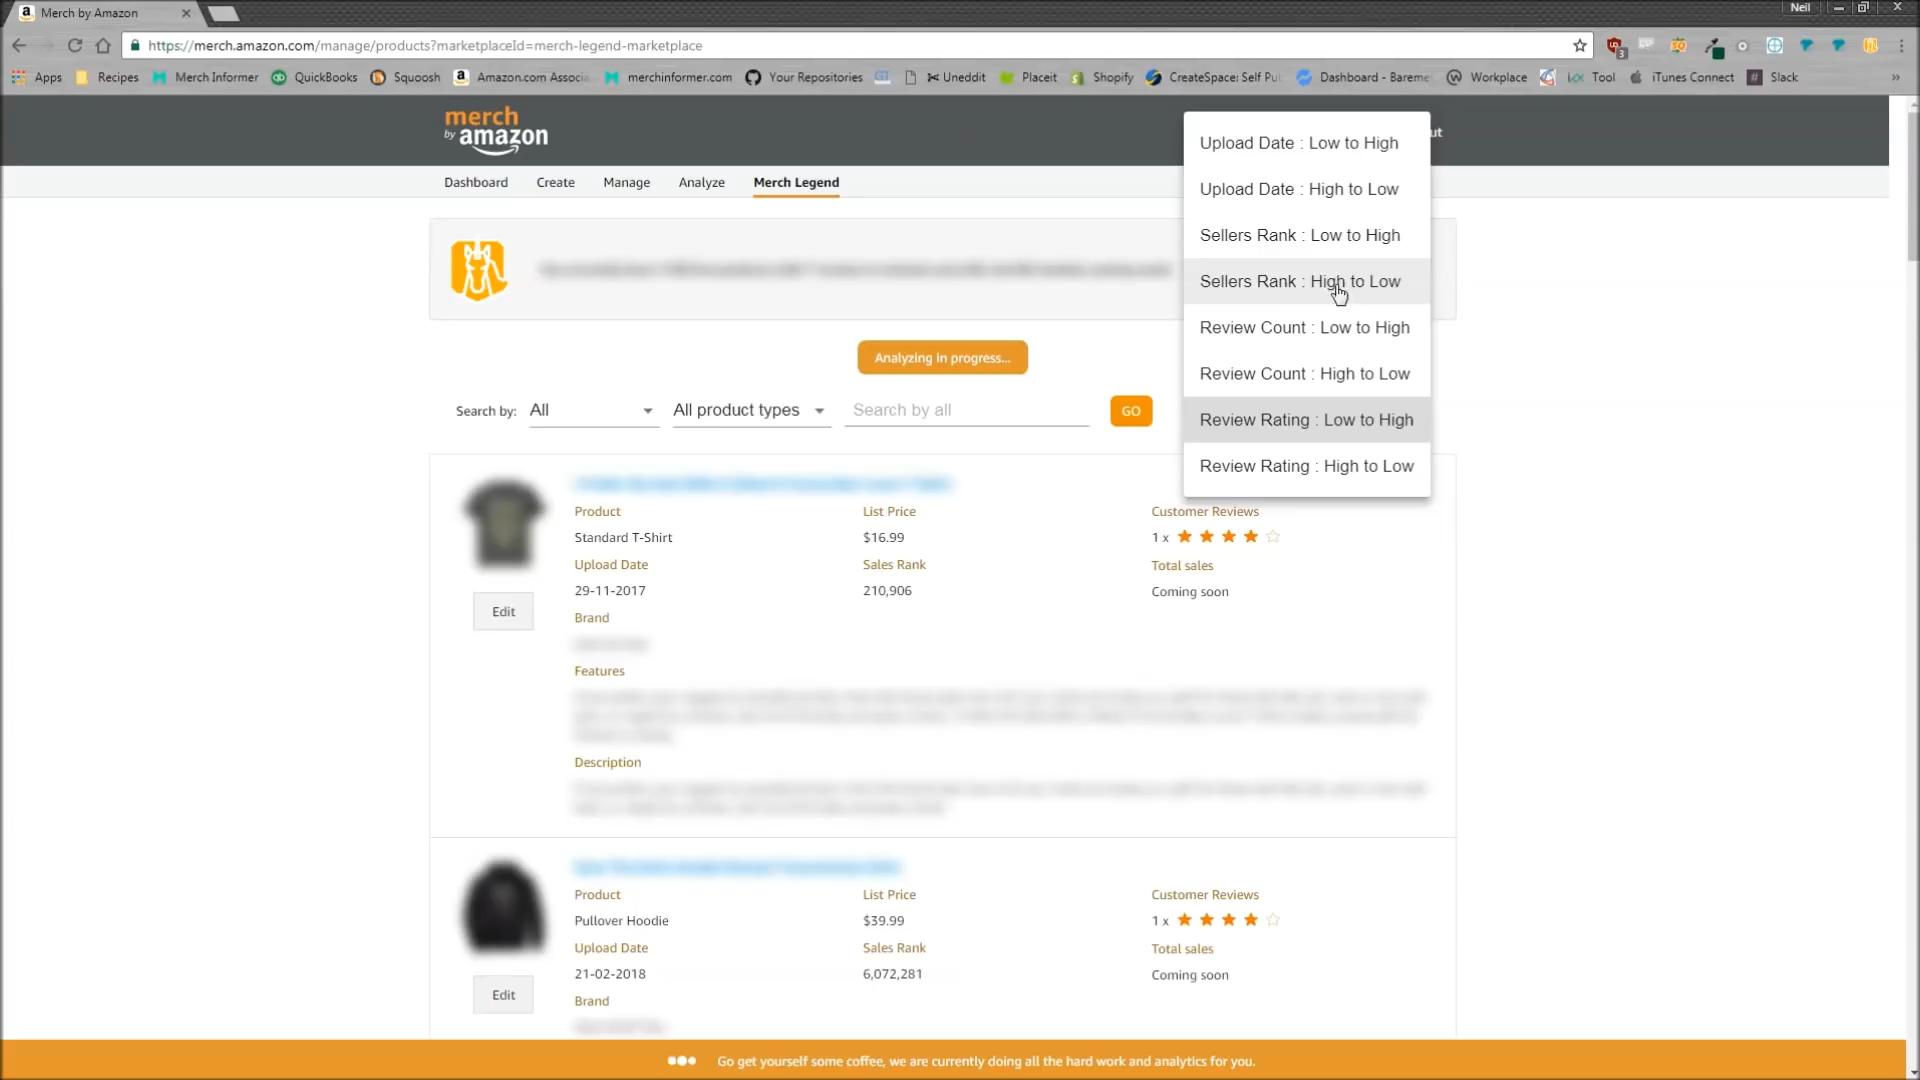 Merch by Amazon
Neil
https://merch.amazon.com/manage/products?marketplaceId=merch-legend-marketplace
3
Apps
Recipes
Merch Informer
QuickBooks
Squoosh
Amazon.com Associa
merchinformer.com
Your Repositories
Uneddit
Placeit
Shopify
CreateSpace: Self Pu
Dashboard - Bareme
Workplace
Tool
iTunes Connect
Slack
merch
by amazon
ut
Dashboard
Create
Manage
Analyze
Merch Legend
Upload Date : Low to High
Upload Date : High to Low
Sellers Rank : Low to High
Sellers Rank : High to Low
Review Count : Low to High
Review Count : High to Low
Review Rating : Low to High
Review Rating : High to Low
Analyzing in progress...
Search by:
All
All product types
Search by all
GO
Product
List Price
Customer Reviews
Standard T-Shirt
$16.99
1 x
Upload Date
Sales Rank
Total sales
29-11-2017
210,906
Coming soon
Edit
Brand
Features
Description
Product
List Price
Customer Reviews
Pullover Hoodie
$39.99
1 x
Upload Date
Sales Rank
Total sales
21-02-2018
6,072,281
Coming soon
Edit
Brand
Go get yourself some coffee, we are currently doing all the hard work and analytics for you.